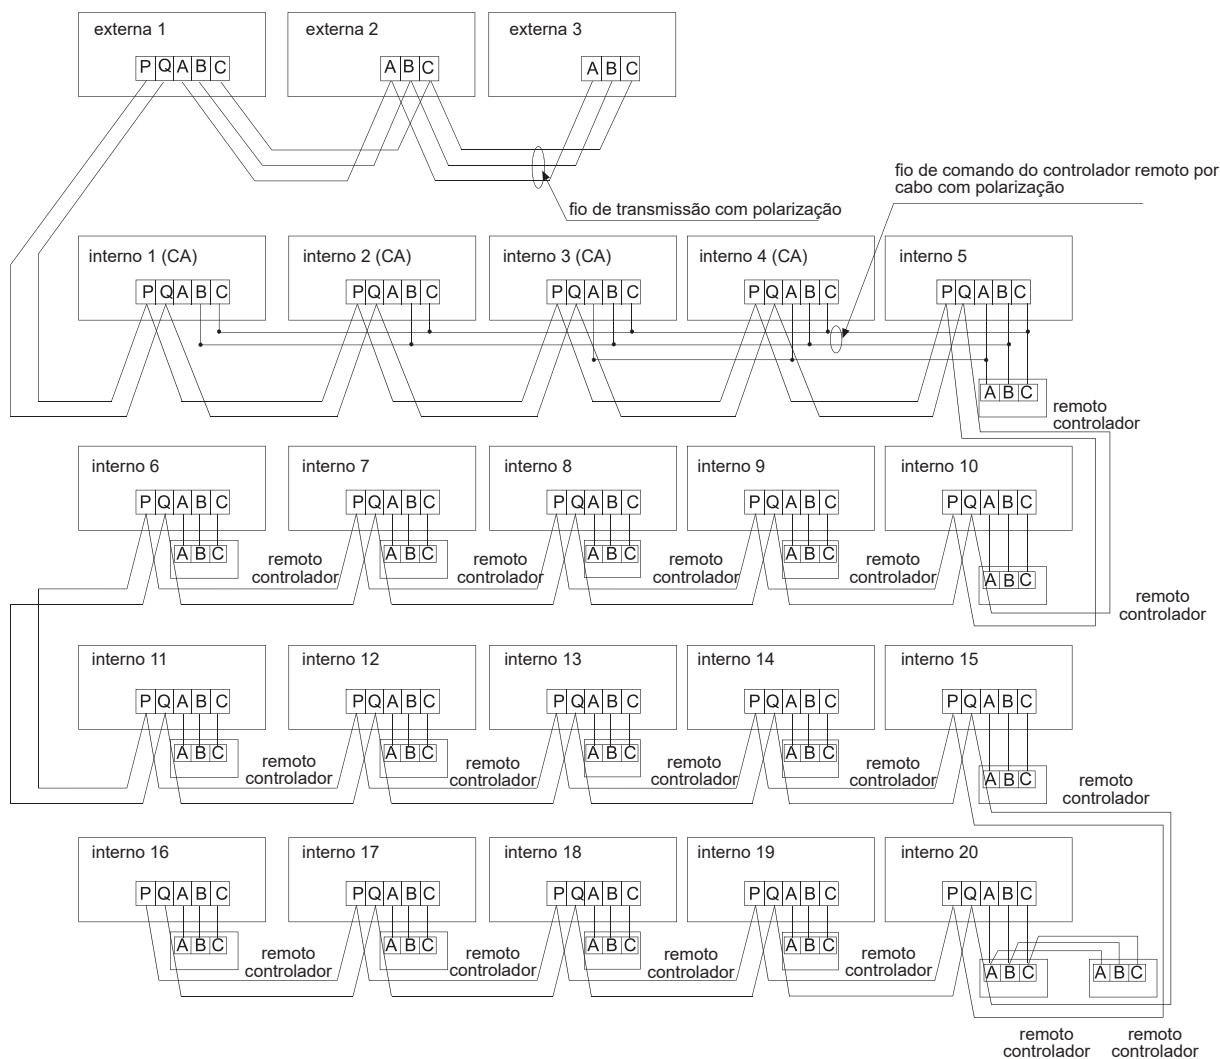 externa 1 externa 2 externa 3
P Q A B C A B C A B C
fio de comando do controlador remoto por
cabo com polarização
fio de transmissão com polarização
interno 1 (CA) interno 2 (CA) interno 3 (CA) interno 4 (CA) interno 5
P Q A B C P Q A B C P Q A B C P Q A B C P Q A B C
A B C
remoto
controlador
interno 6 interno 7 interno 8 interno 9 interno 10
P Q A B C P Q A B C P Q A B C P Q A B C P Q A B C
A B C A B C A B C A B C
remoto remoto remoto remoto
controlador controlador controlador controlador
A B C
remoto
controlador
interno 11 interno 12 interno 13 interno 14 interno 15
P Q A B C P Q A B C P Q A B C P Q A B C P Q A B C
A B C A B C A B C A B C
remoto remoto remoto remoto
controlador controlador controlador controlador
A B C
remoto
controlador
interno 16 interno 17 interno 18 interno 19 interno 20
P Q A B C P Q A B C P Q A B C P Q A B C P Q A B C
A B C A B C A B C A B C
remoto remoto remoto remoto
controlador controlador controlador controlador
A B C A B C
remoto remoto
controlador controlador